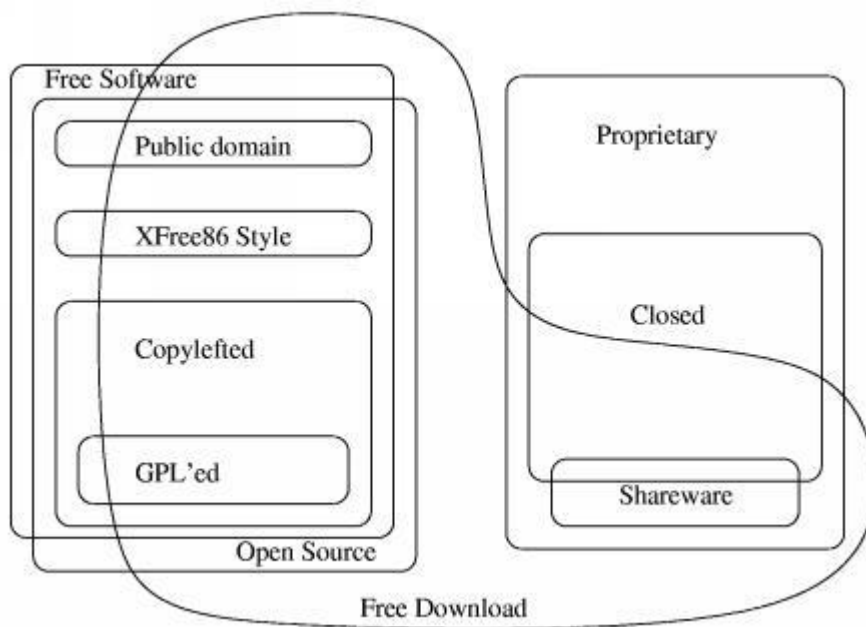 Free Software
Public domain
XFree86 Style
Copylefted
GPL'ed
Open Source
Proprietary
Closed
Shareware
Free Download